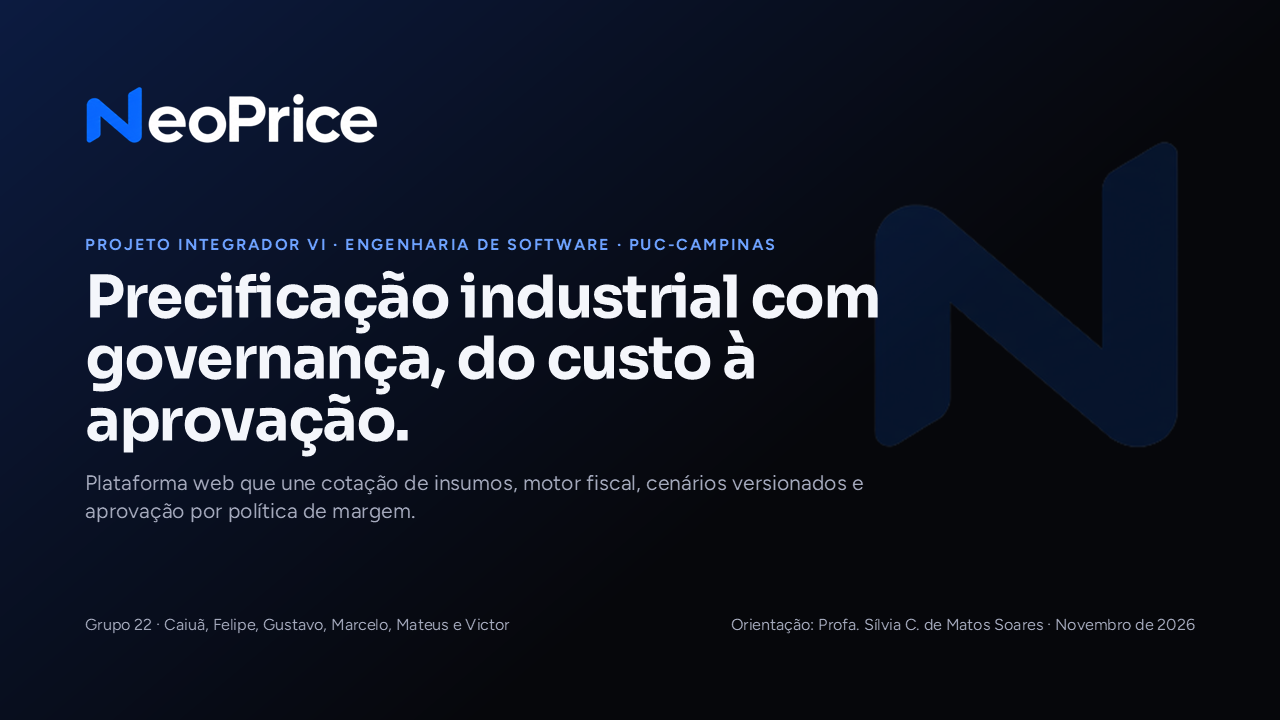 NeoPrice
PROJETO INTEGRADOR VI · ENGENHARIA DE SOFTWARE · PUC-CAMPINAS
Precificação industrial com
governança, do custo à
aprovação.
Plataforma web que une cotação de insumos, motor fiscal, cenários versionados e
aprovação por política de margem.
Grupo 22 · Caiuã, Felipe, Gustavo, Marcelo, Mateus e Victor
Orientação: Profa. Sílvia C. de Matos Soares · Novembro de 2026